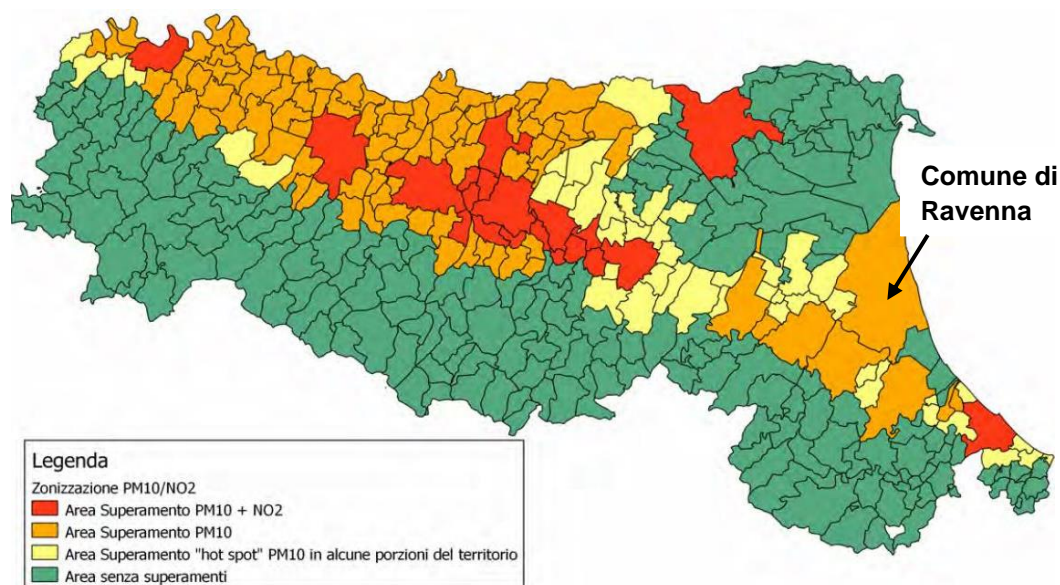 Comune di
Ravenna
Legenda
Zonizzazione PM10/NO2
Area Superamento PM10 + NO2
Area Superamento PM10
Area Superamento "hot spot" PM10 in alcune porzioni del territorio
Area senza superamenti